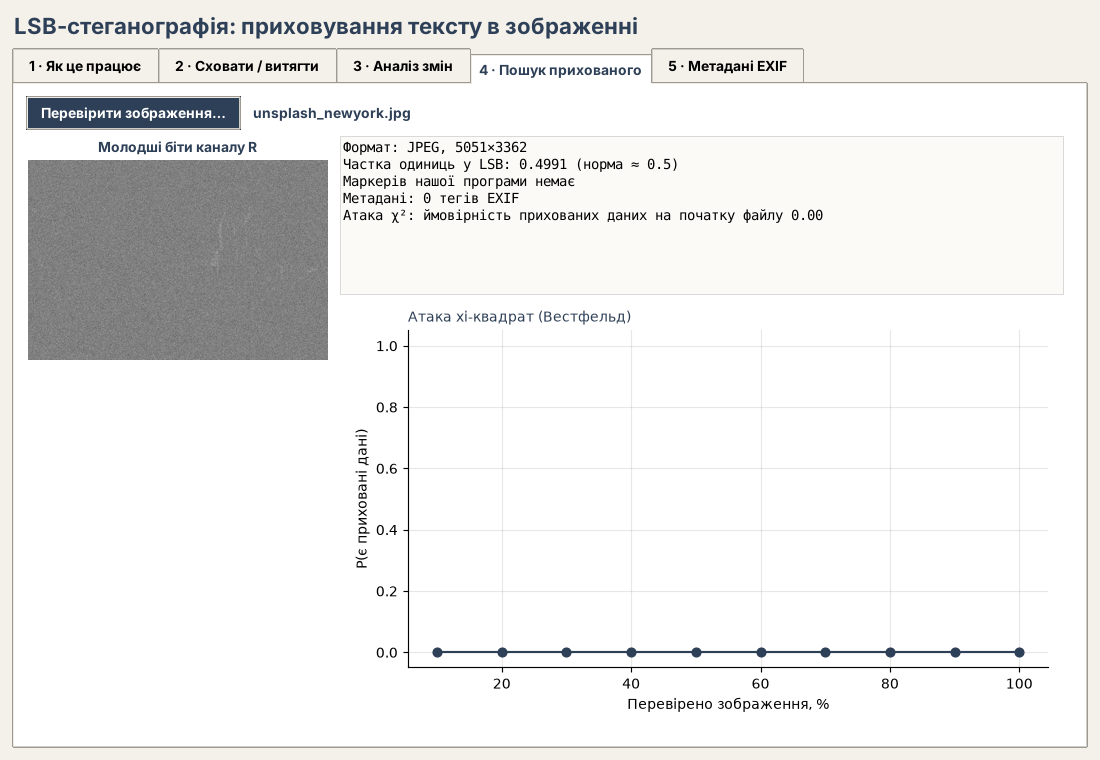 LSB-стеганографія: приховування тексту в зображенні
1 · Як це працює
2 · Сховати / витягти
3 · Аналіз змін
4 · Пошук прихованого
5 · Метадані EXIF
Перевірити зображення...
unsplash_newyork.jpg
Молодші біти каналу R
Формат: JPEG, 5051×3362
Частка одиниць у LSB: 0.4991 (норма ≈ 0.5)
Маркерів нашої програми немає
Метадані: 0 тегів EXIF
Атака χ²: ймовірність прихованих даних на початку файлу 0.00
Атака хі-квадрат (Вестфельд)
P(є приховані дані)
1.0
0.8
0.6
0.4
0.2
0.0
20
40
60
80
100
Перевірено зображення, %